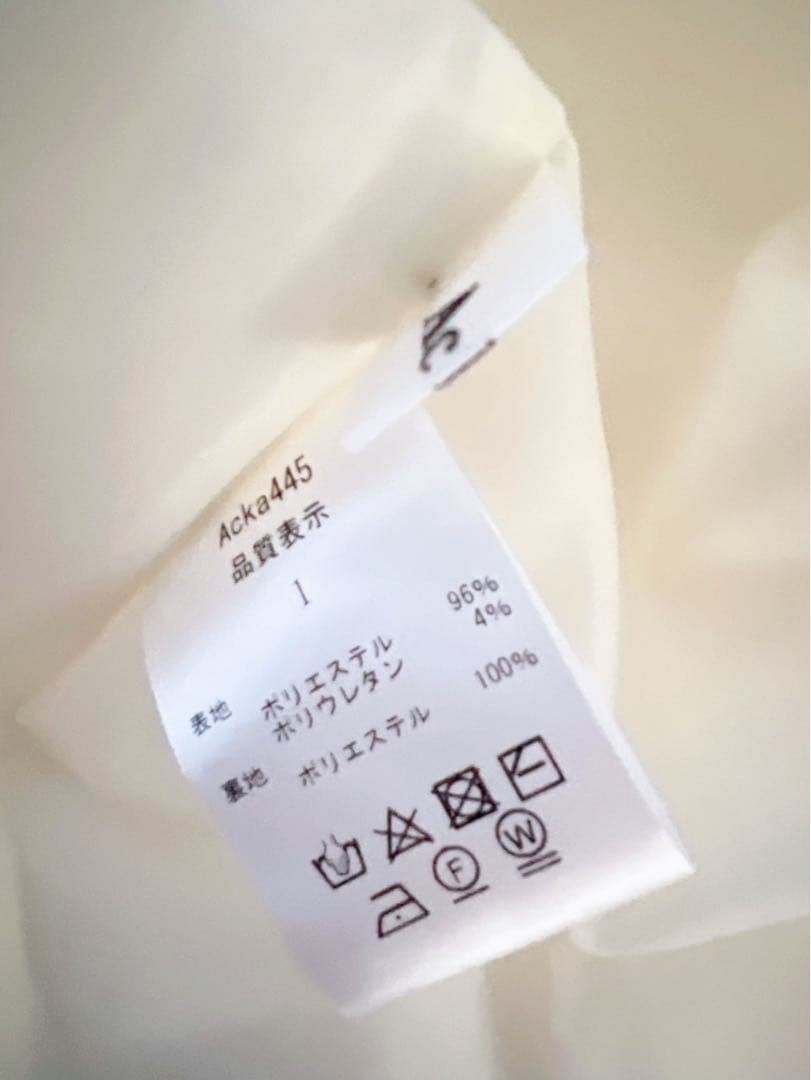 Ac
Acka445
品質表示
1
表地 ポリエステル 96%
ポリウレタン 4%
裏地 ポリエステル 100%
F W